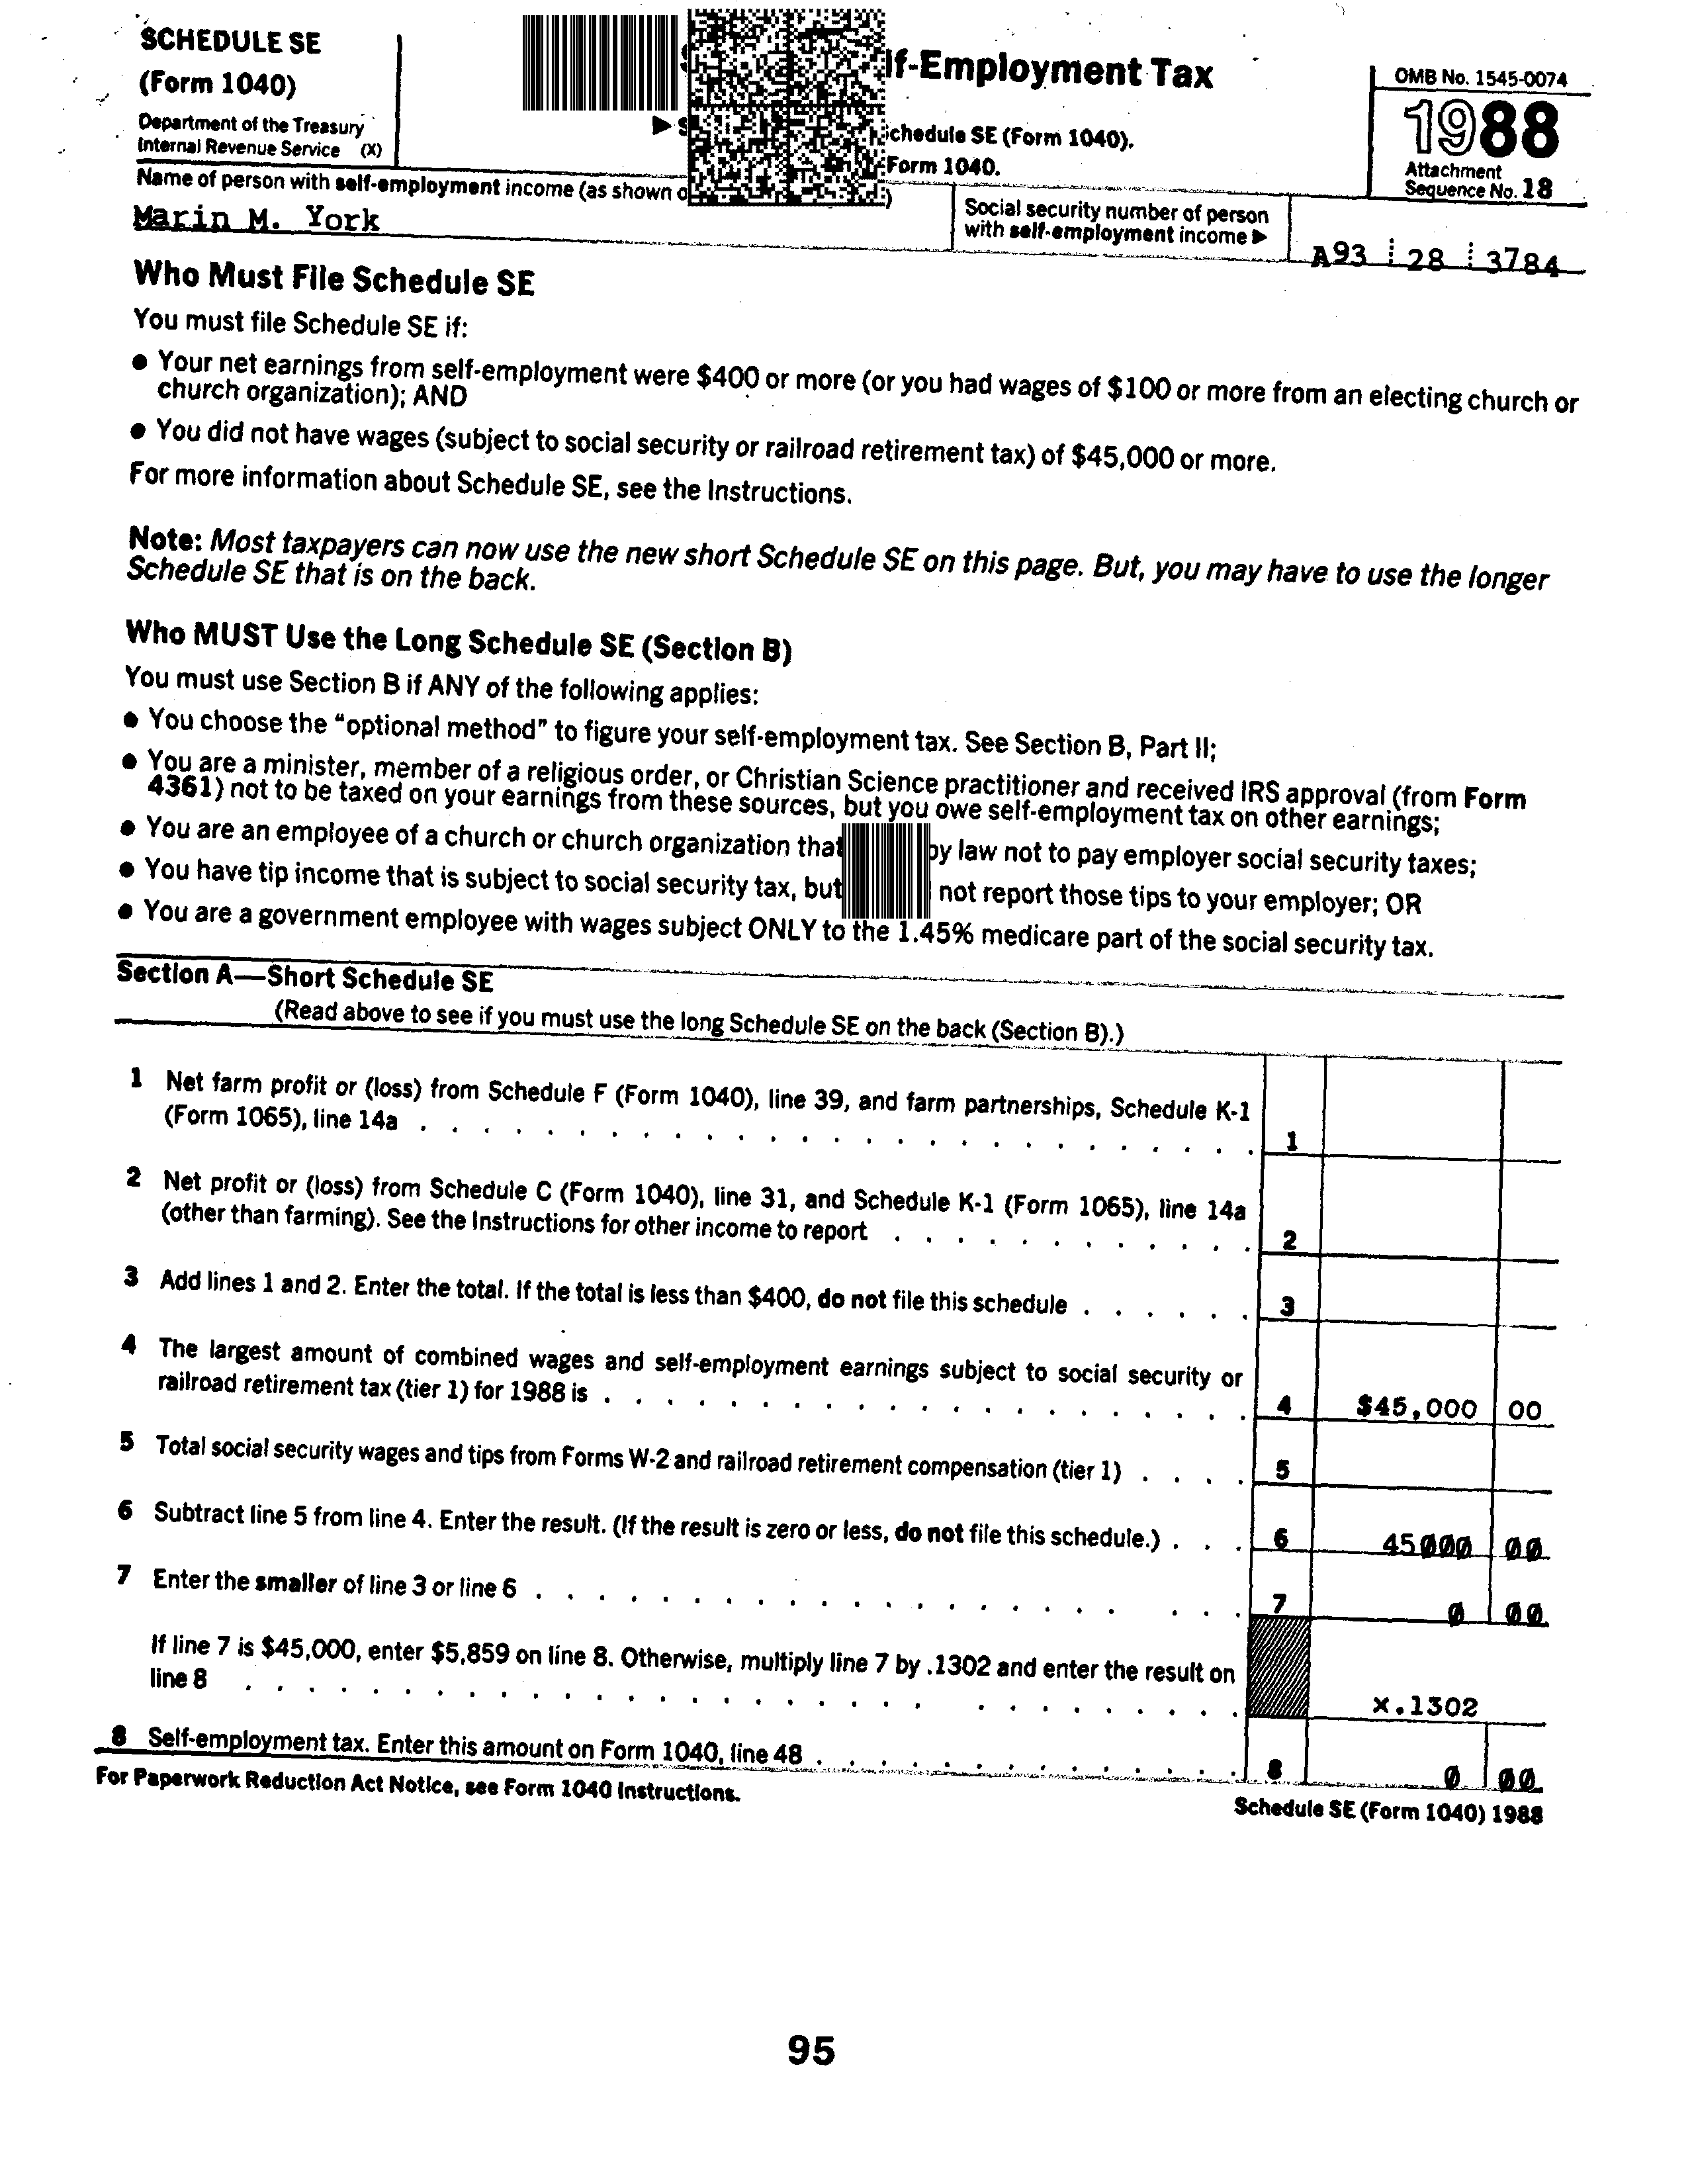 SCHEDULE SE
(Form 1040)
Department of the Treasury
Internal Revenue Service (X)
lf-Employment Tax
chedule SE (Form 1040).
Form 1040.
OMB No. 1545-0074
1988
Attachment
Sequence No. 18
Name of person with self-employment income (as shown o
Marin M. York
Social security number of person
with self-employment income ▶
A93 28 3784
Who Must File Schedule SE
You must file Schedule SE if:
● Your net earnings from self-employment were $400 or more (or you had wages of $100 or more from an electing church or
church organization); AND
● You did not have wages (subject to social security or railroad retirement tax) of $45,000 or more.
For more information about Schedule SE, see the Instructions.
Note: Most taxpayers can now use the new short Schedule SE on this page. But, you may have to use the longer
Schedule SE that is on the back.
Who MUST Use the Long Schedule SE (Section B)
You must use Section B if ANY of the following applies:
● You choose the "optional method" to figure your self-employment tax. See Section B, Part II;
● You are a minister, member of a religious order, or Christian Science practitioner and received IRS approval (from Form
4361) not to be taxed on your earnings from these sources, but you owe self-employment tax on other earnings;
● You are an employee of a church or church organization that by law not to pay employer social security taxes;
● You have tip income that is subject to social security tax, but not report those tips to your employer; OR
● You are a government employee with wages subject ONLY to the 1.45% medicare part of the social security tax.
Section A—Short Schedule SE
(Read above to see if you must use the long Schedule SE on the back (Section B).)
1 Net farm profit or (loss) from Schedule F (Form 1040), line 39, and farm partnerships, Schedule K-1
(Form 1065), line 14a . . . . . 1
2 Net profit or (loss) from Schedule C (Form 1040), line 31, and Schedule K-1 (Form 1065), line 14a
(other than farming). See the Instructions for other income to report . . . . . 2
3 Add lines 1 and 2. Enter the total. If the total is less than $400, do not file this schedule . . . . . . 3
4 The largest amount of combined wages and self-employment earnings subject to social security or
railroad retirement tax (tier 1) for 1988 is . . . . . 4 $45,000 00
5 Total social security wages and tips from Forms W-2 and railroad retirement compensation (tier 1) . . . . 5
6 Subtract line 5 from line 4. Enter the result. (If the result is zero or less, do not file this schedule.) . . . 6 45000 00
7 Enter the smaller of line 3 or line 6 . . . . . 7 0 00
If line 7 is $45,000, enter $5,859 on line 8. Otherwise, multiply line 7 by .1302 and enter the result on
line 8 . . . . . x.1302
8 Self-employment tax. Enter this amount on Form 1040, line 48 . . . . . 8 0 00
For Paperwork Reduction Act Notice, see Form 1040 Instructions.
Schedule SE (Form 1040) 1988
95